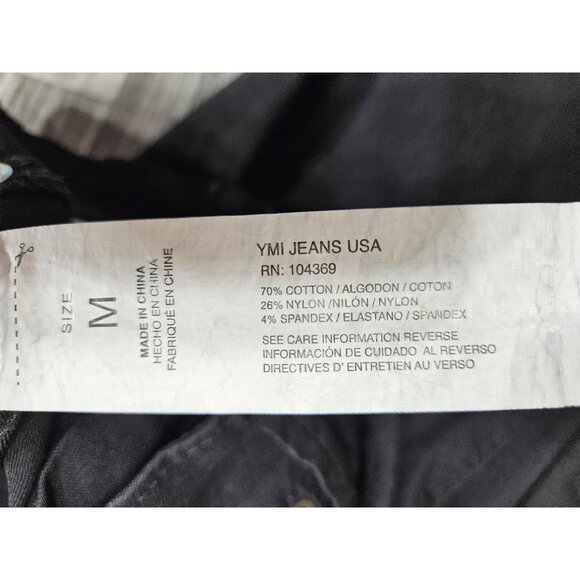 SIZE
M
MADE IN CHINA
HECHO EN CHINA
FABRIQUÉ EN CHINE
YMI JEANS USA
RN: 104369
70% COTTON / ALGODON / COTON
26% NYLON /NILÓN / NYLON
4% SPANDEX / ELASTANO / SPANDEX
SEE CARE INFORMATION REVERSE
INFORMACIÓN DE CUIDADO AL REVERSO
DIRECTIVES D' ENTRETIEN AU VERSO